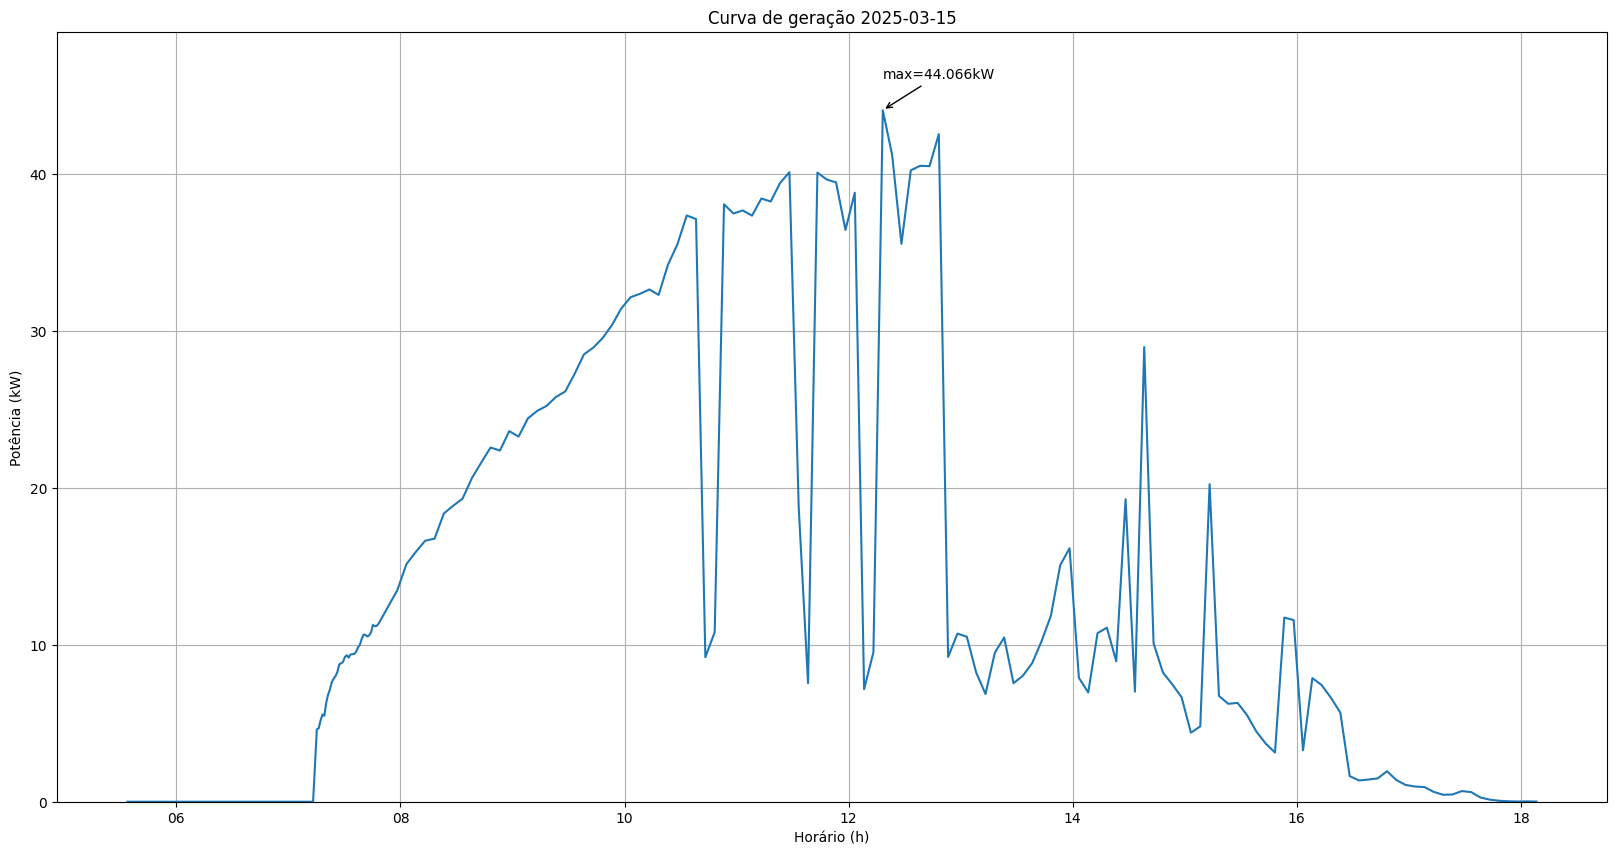 Curva de geração 2025-03-15
max=44.066kW
Potência (kW)
40
30
20
10
0
06 08 10 12 14 16 18
Horário (h)